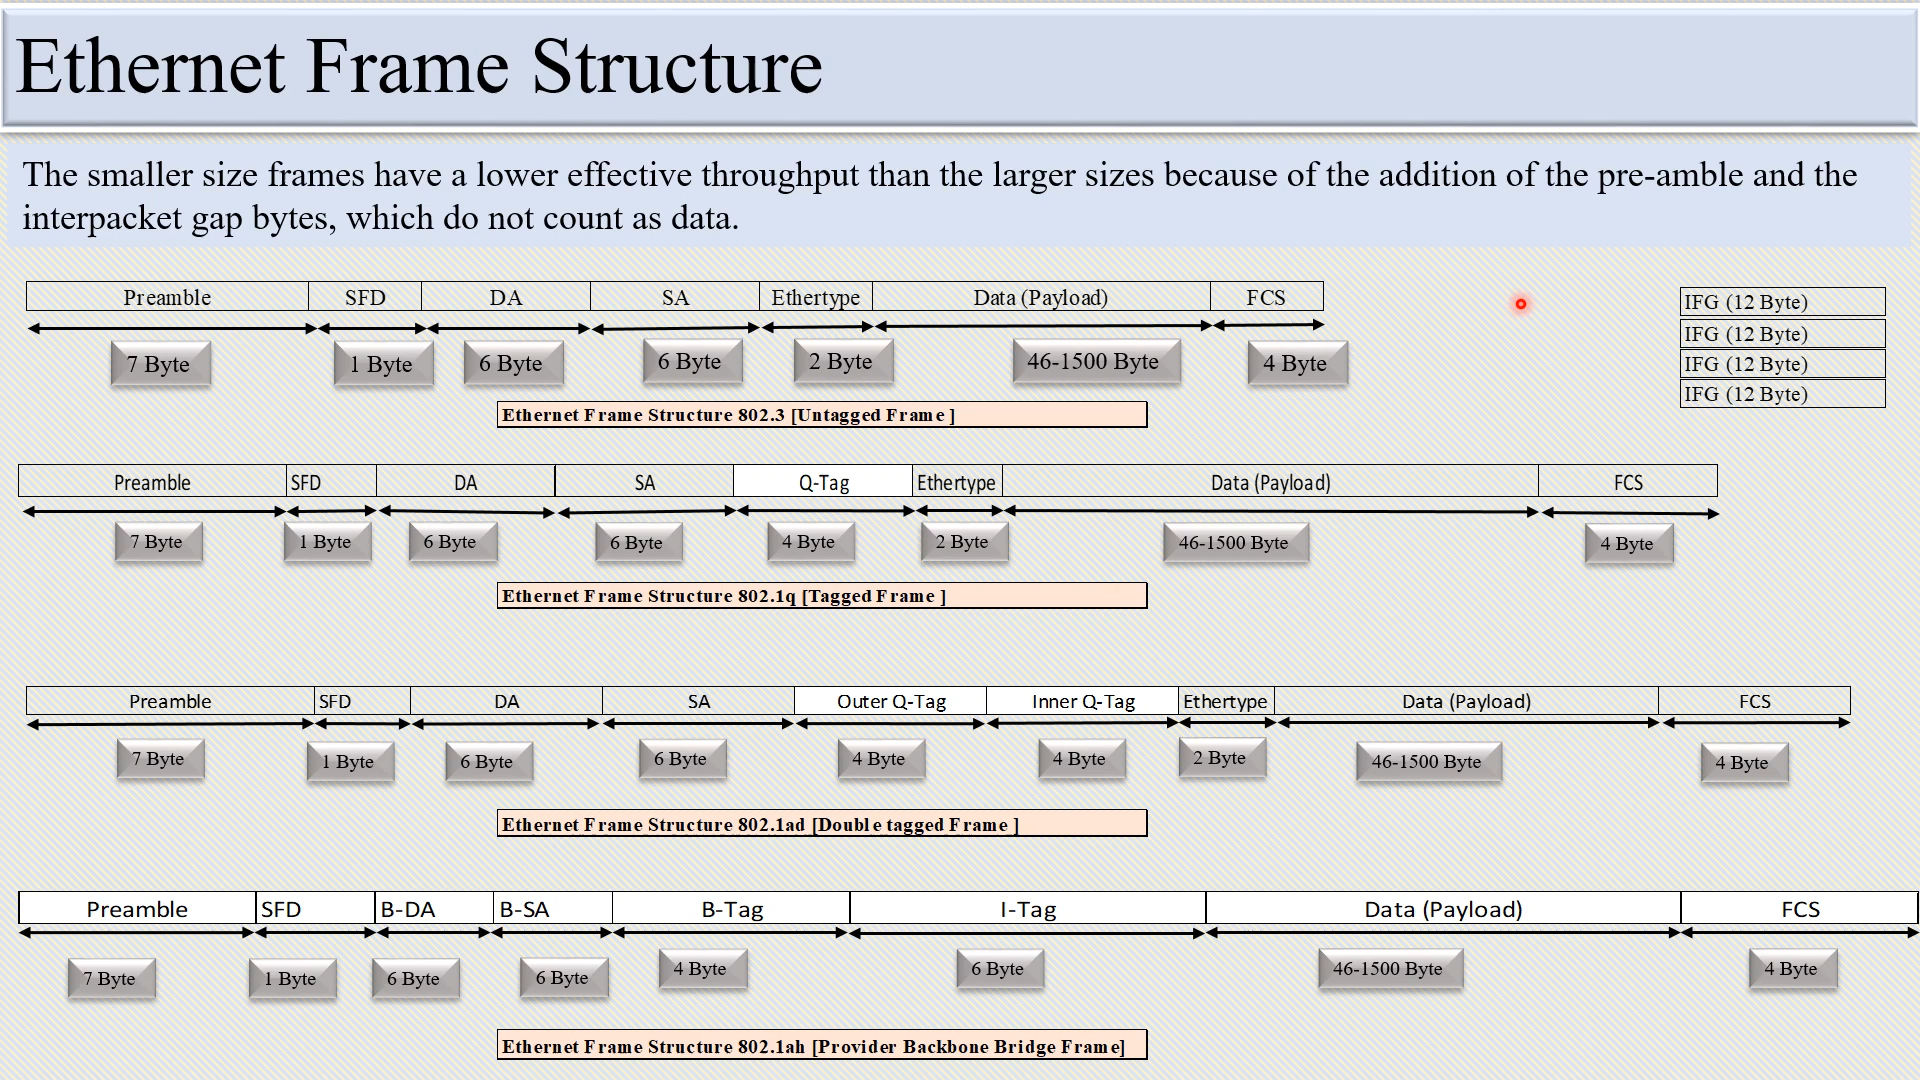 Ethernet Frame Structure
The smaller size frames have a lower effective throughput than the larger sizes because of the addition of the pre-amble and the
interpacket gap bytes, which do not count as data.
Preamble SFD DA SA Ethertype Data (Payload) FCS
IFG (12 Byte)
IFG (12 Byte)
IFG (12 Byte)
IFG (12 Byte)
7 Byte 1 Byte 6 Byte 6 Byte 2 Byte 46-1500 Byte 4 Byte
Ethernet Frame Structure 802.3 [Untagged Frame ]
Preamble SFD DA SA Q-Tag Ethertype Data (Payload) FCS
7 Byte 1 Byte 6 Byte 6 Byte 4 Byte 2 Byte 46-1500 Byte 4 Byte
Ethernet Frame Structure 802.1q [Tagged Frame ]
Preamble SFD DA SA Outer Q-Tag Inner Q-Tag Ethertype Data (Payload) FCS
7 Byte 1 Byte 6 Byte 6 Byte 4 Byte 4 Byte 2 Byte 46-1500 Byte 4 Byte
Ethernet Frame Structure 802.1ad [Double tagged Frame ]
Preamble SFD B-DA B-SA B-Tag I-Tag Data (Payload) FCS
7 Byte 1 Byte 6 Byte 6 Byte 4 Byte 6 Byte 46-1500 Byte 4 Byte
Ethernet Frame Structure 802.1ah [Provider Backbone Bridge Frame]